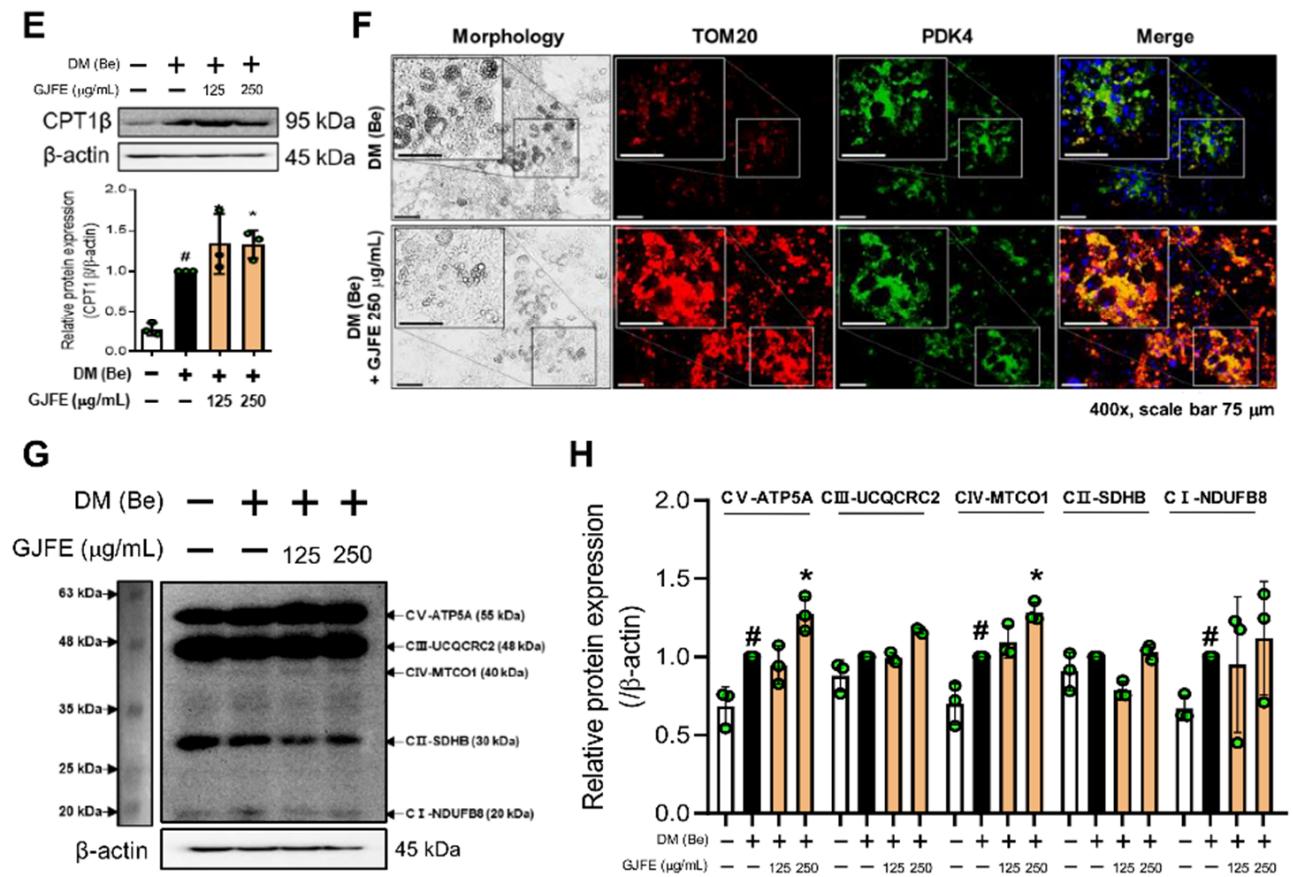 E
DM (Be) − + + +
GJFE (μg/mL) − − 125 250
CPT1β 95 kDa
β-actin 45 kDa
Relative protein expression
(CPT1β/β-actin)
2.0
1.5
1.0
0.5
0.0
# * *
DM (Be) − + + +
GJFE (μg/mL) − − 125 250
F
Morphology TOM20 PDK4 Merge
DM (Be)
DM (Be)
+ GJFE 250 μg/mL)
400x, scale bar 75 μm
G
DM (Be) − + + +
GJFE (μg/mL) − − 125 250
63 kDa
48 kDa
35 kDa
25 kDa
20 kDa
CⅤ-ATP5A (55 kDa)
CⅢ-UCQCRC2 (48 kDa)
CⅣ-MTCO1 (40 kDa)
CⅡ-SDHB (30 kDa)
CⅠ-NDUFB8 (20 kDa)
β-actin 45 kDa
H
Relative protein expression
(/β-actin)
2.0
1.5
1.0
0.5
0.0
CⅤ-ATP5A CⅢ-UCQCRC2 CⅣ-MTCO1 CⅡ-SDHB CⅠ-NDUFB8
# * # * #
DM (Be) − + + + − + + + − + + + − + + + − + + +
GJFE (μg/mL) − − 125 250 − − 125 250 − − 125 250 − − 125 250 − − 125 250